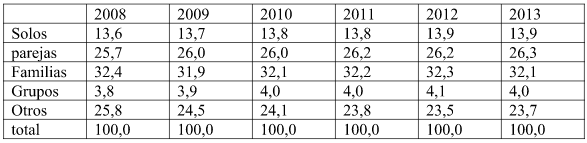 2008 2009 2010 2011 2012 2013
Solos 13,6 13,7 13,8 13,8 13,9 13,9
parejas 25,7 26,0 26,0 26,2 26,2 26,3
Familias 32,4 31,9 32,1 32,2 32,3 32,1
Grupos 3,8 3,9 4,0 4,0 4,1 4,0
Otros 25,8 24,5 24,1 23,8 23,5 23,7
total 100,0 100,0 100,0 100,0 100,0 100,0